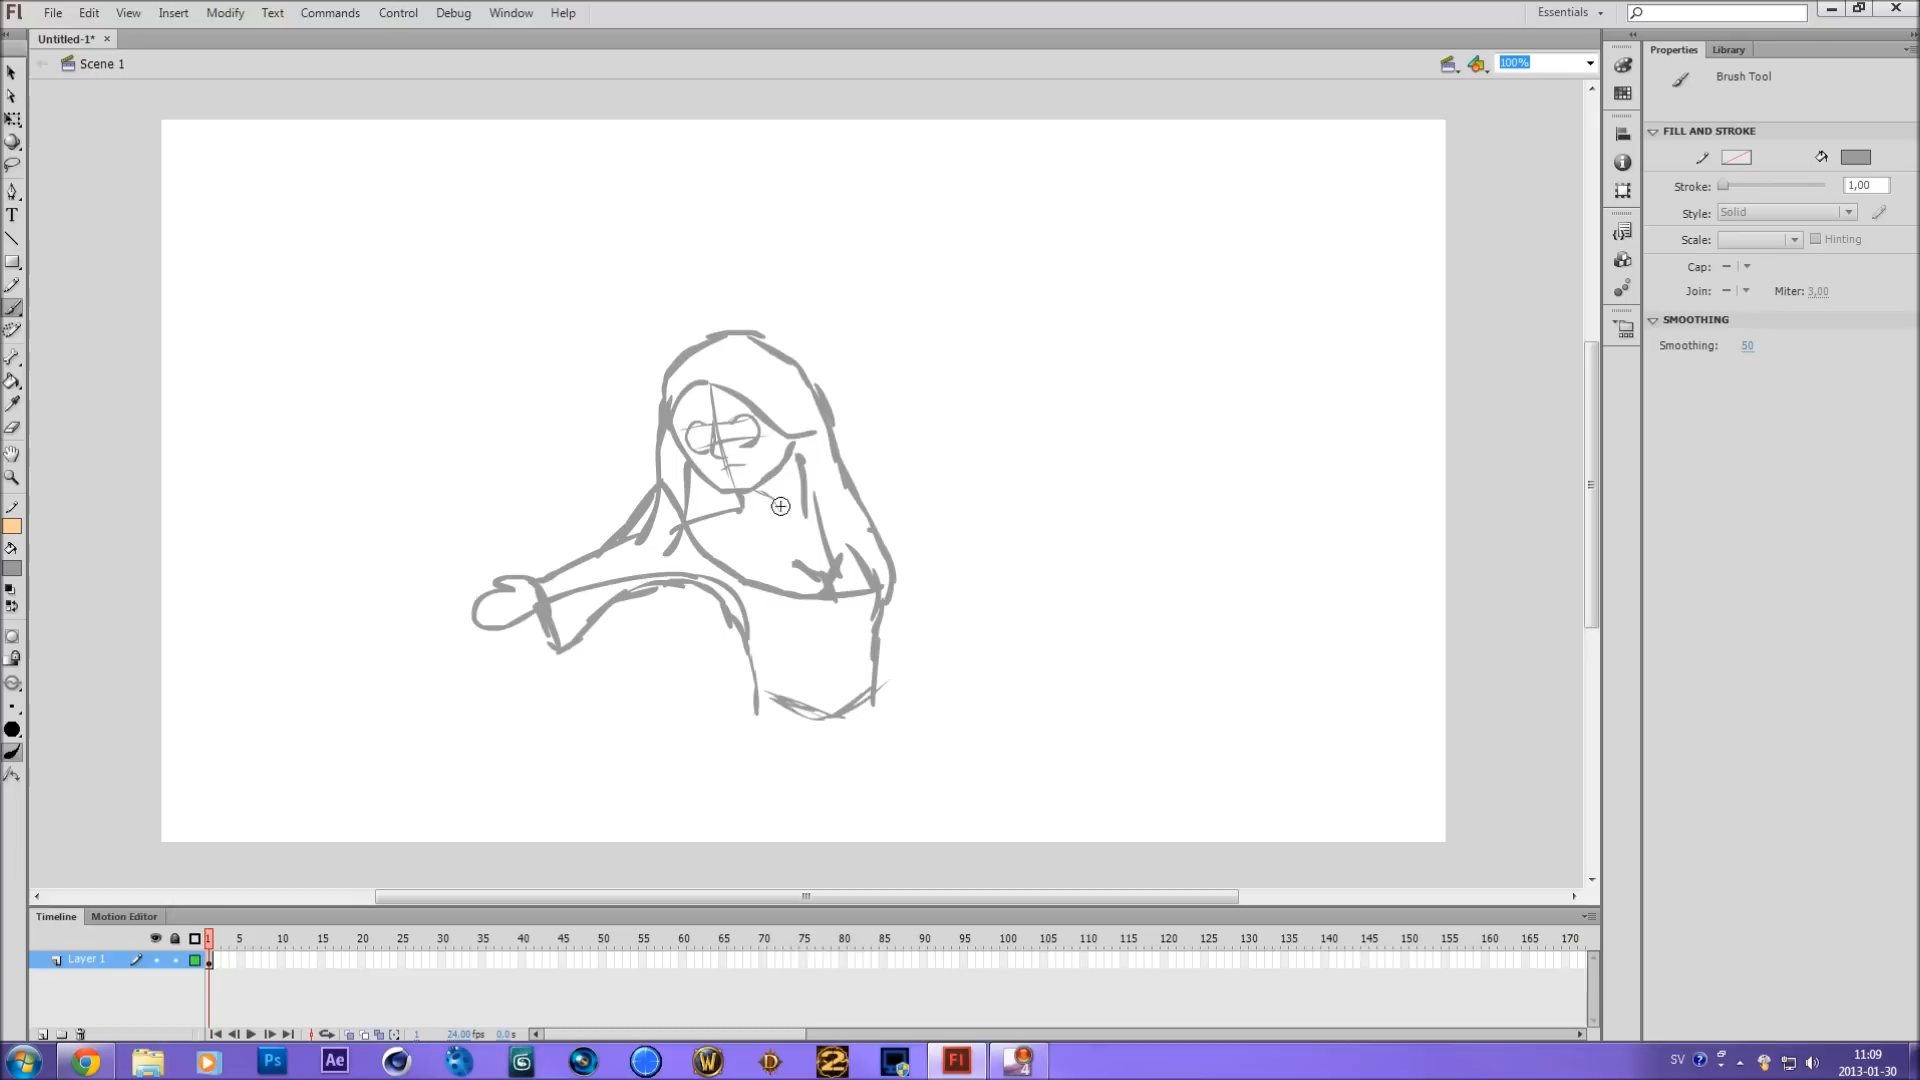 Fl File Edit View Insert Modify Text Commands Control Debug Window Help Essentials
Untitled-1* ×
Scene 1 100%
Properties Library
Brush Tool
FILL AND STROKE
Stroke: 1,00
Style: Solid
Scale: Hinting
Cap:
Join: Miter: 3,00
SMOOTHING
Smoothing: 50
T
Timeline Motion Editor
1 5 10 15 20 25 30 35 40 45 50 55 60 65 70 75 80 85 90 95 100 105 110 115 120 125 130 135 140 145 150 155 160 165 170
Layer 1
1 24.00 fps 0.0 s
Ps Ae W D 2 Fl 4 SV ? 11:09
2013-01-30